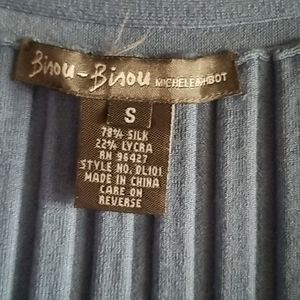 Bisou-Bisou MICHELE BOHBOT
S
78% SILK
22% LYCRA
RN 96427
STYLE NO. DL101
MADE IN CHINA
CARE ON
REVERSE